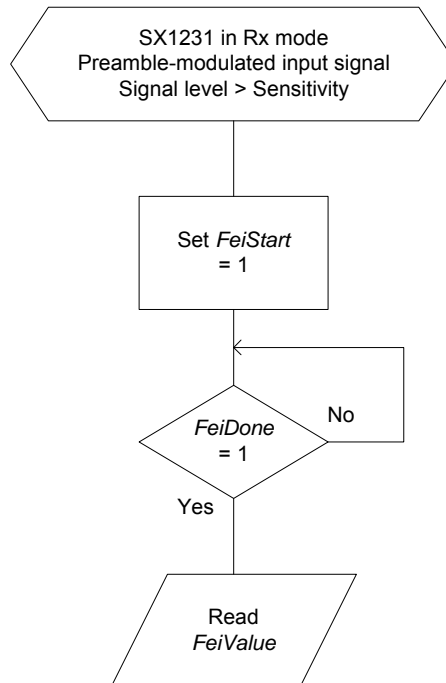 SX1231 in Rx mode
Preamble-modulated input signal
Signal level > Sensitivity
Set FeiStart
= 1
FeiDone
= 1
No
Yes
Read
FeiValue